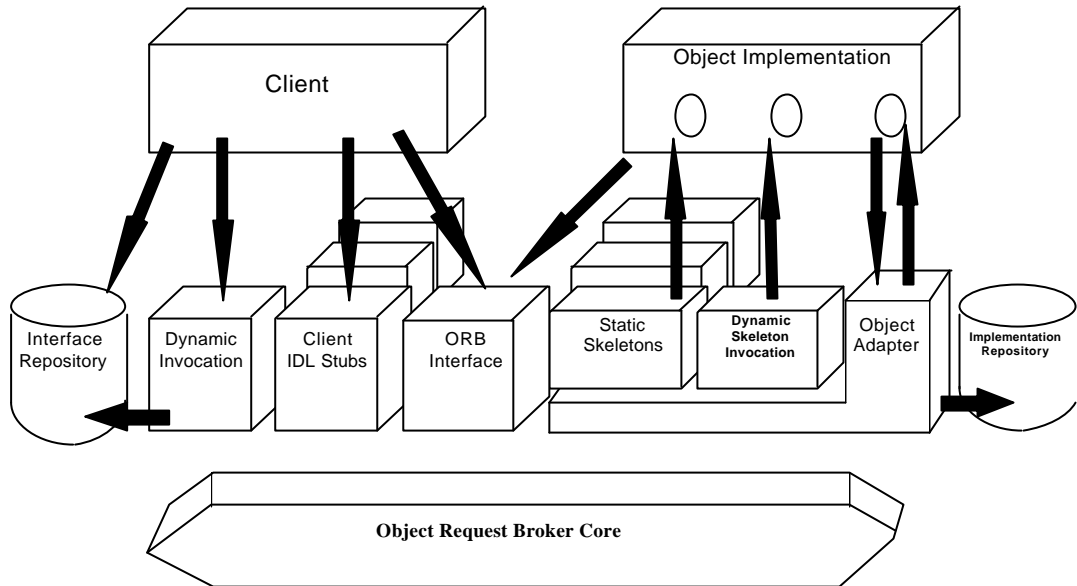 Client
Object Implementation
Interface
Repository
Dynamic
Invocation
Client
IDL Stubs
ORB
Interface
Static
Skeletons
Dynamic
Skeleton
Invocation
Object
Adapter
Implementation
Repository
Object Request Broker Core